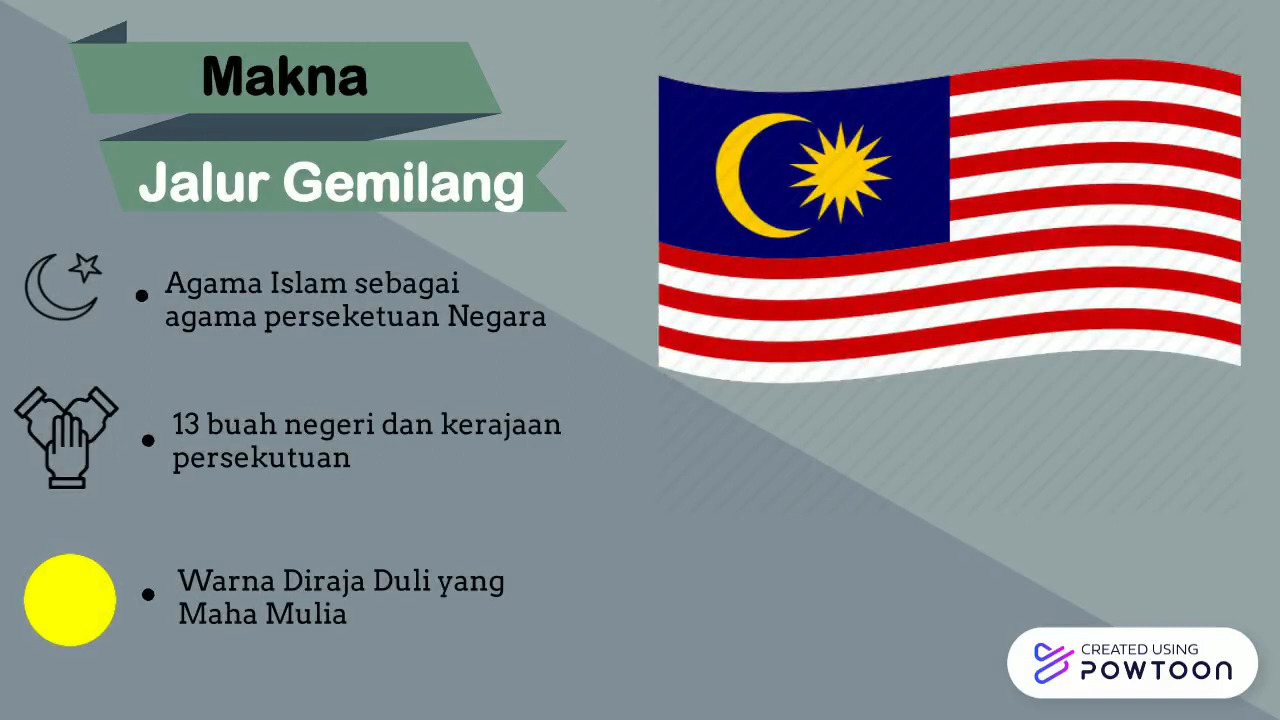 Makna
Jalur Gemilang
Agama Islam sebagai
agama perseketuan Negara
13 buah negeri dan kerajaan
persekutuan
Warna Diraja Duli yang
Maha Mulia
CREATED USING
POWTOON